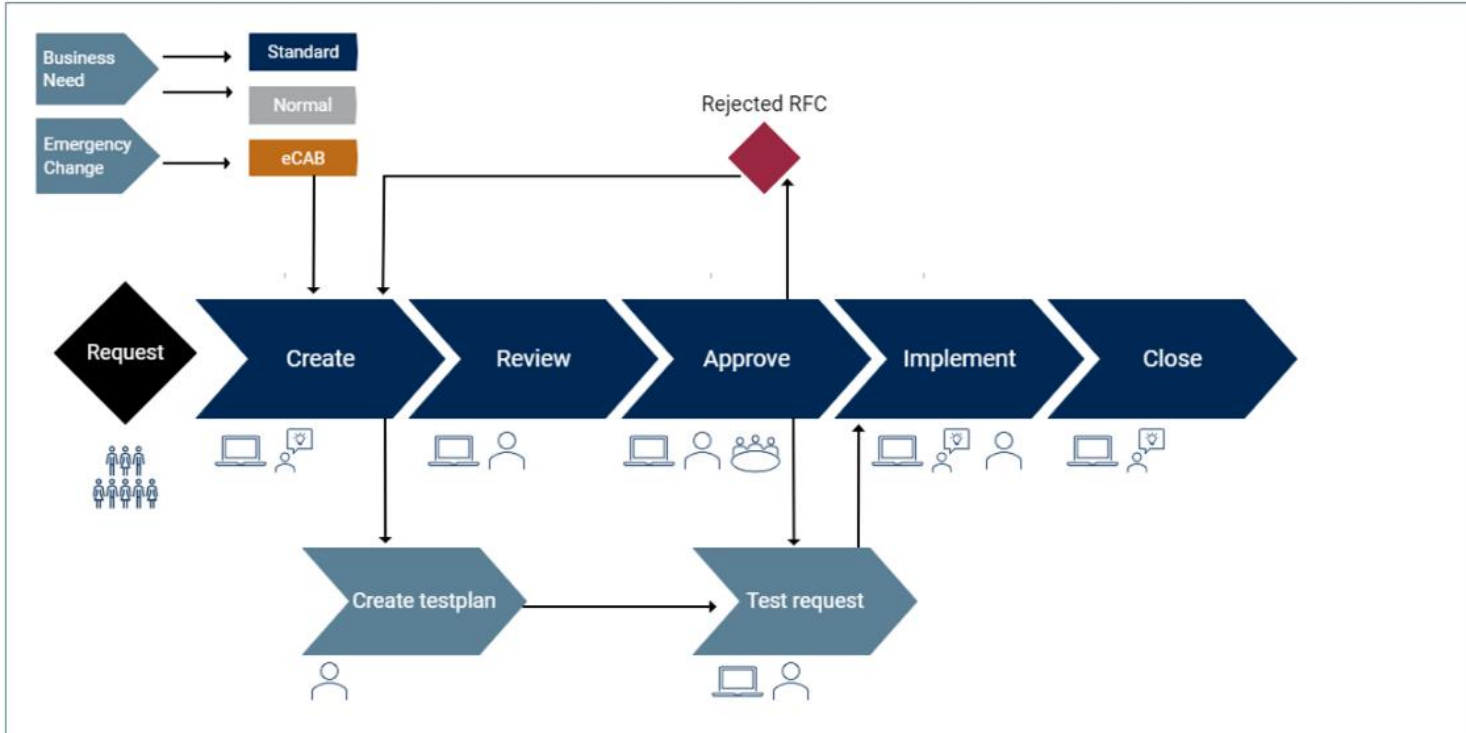 Business
Need
Standard
Normal
Emergency
Change
eCAB
Rejected RFC
Request
Create
Review
Approve
Implement
Close
Create testplan
Test request